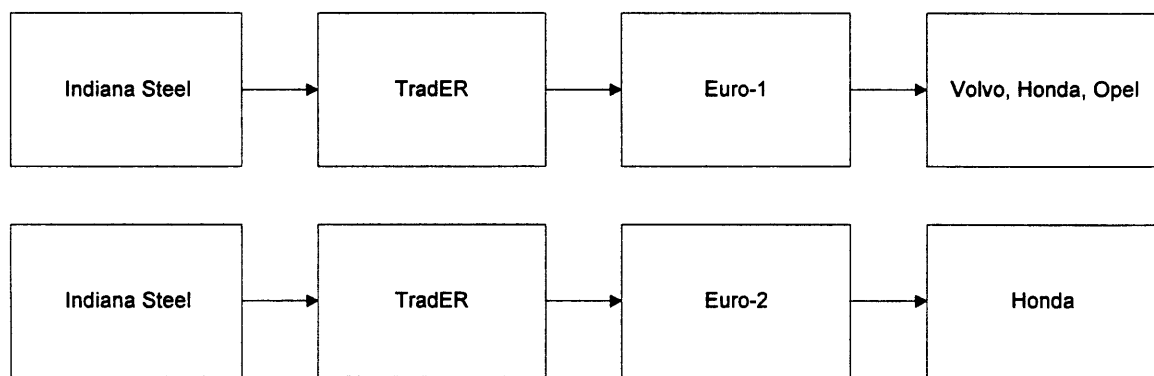 Indiana Steel
TradER
Euro-1
Volvo, Honda, Opel
Indiana Steel
TradER
Euro-2
Honda